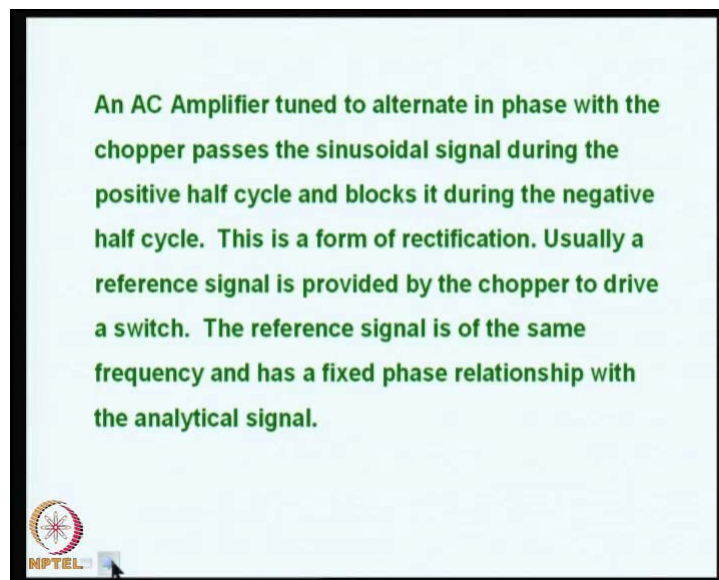 An AC Amplifier tuned to alternate in phase with the
chopper passes the sinusoidal signal during the
positive half cycle and blocks it during the negative
half cycle. This is a form of rectification. Usually a
reference signal is provided by the chopper to drive
a switch. The reference signal is of the same
frequency and has a fixed phase relationship with
the analytical signal.
NPTEL